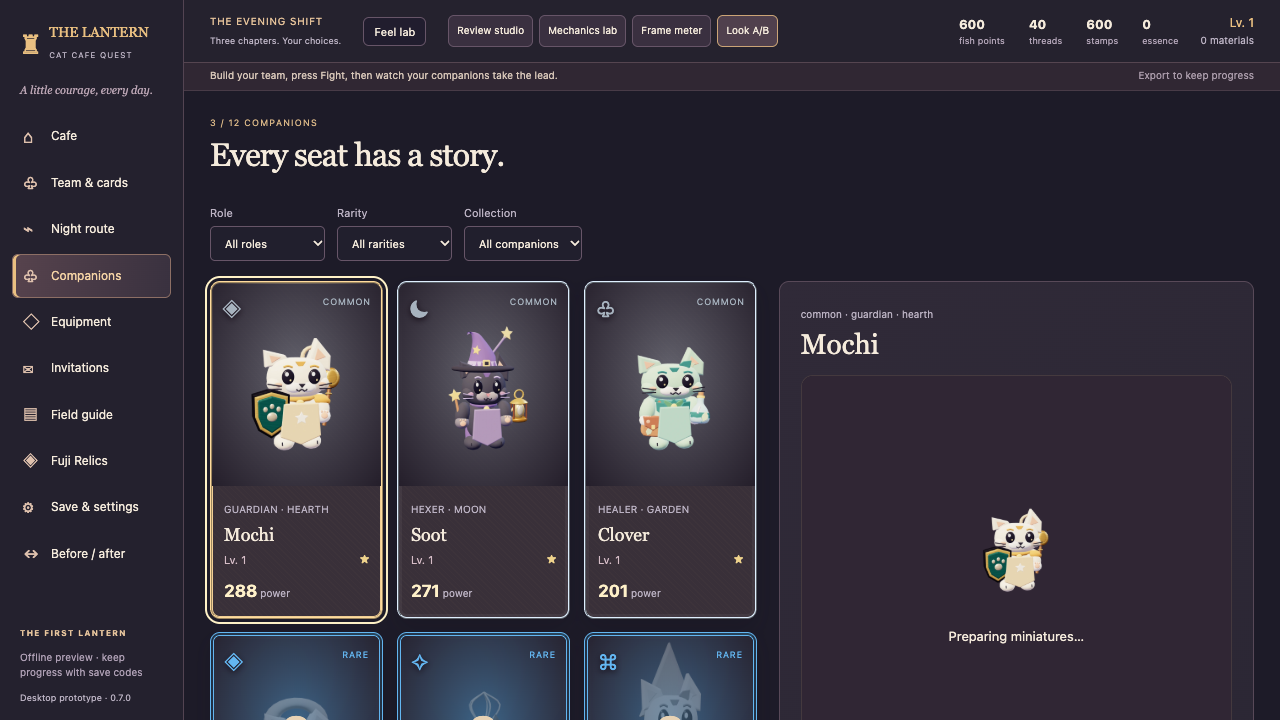 THE LANTERN
CAT CAFE QUEST
A little courage, every day.
Cafe
Team & cards
Night route
Companions
Equipment
Invitations
Field guide
Fuji Relics
Save & settings
Before / after
THE FIRST LANTERN
Offline preview · keep
progress with save codes
Desktop prototype · 0.7.0
THE EVENING SHIFT
Three chapters. Your choices.
Feel lab
Review studio
Mechanics lab
Frame meter
Look A/B
600
fish points
40
threads
600
stamps
0
essence
Lv. 1
0 materials
Build your team, press Fight, then watch your companions take the lead.
Export to keep progress
3 / 12 COMPANIONS
Every seat has a story.
Role
Rarity
Collection
All roles
All rarities
All companions
COMMON
GUARDIAN · HEARTH
Mochi
Lv. 1
288 power
COMMON
HEXER · MOON
Soot
Lv. 1
271 power
COMMON
HEALER · GARDEN
Clover
Lv. 1
201 power
RARE
RARE
RARE
common · guardian · hearth
Mochi
Preparing miniatures…